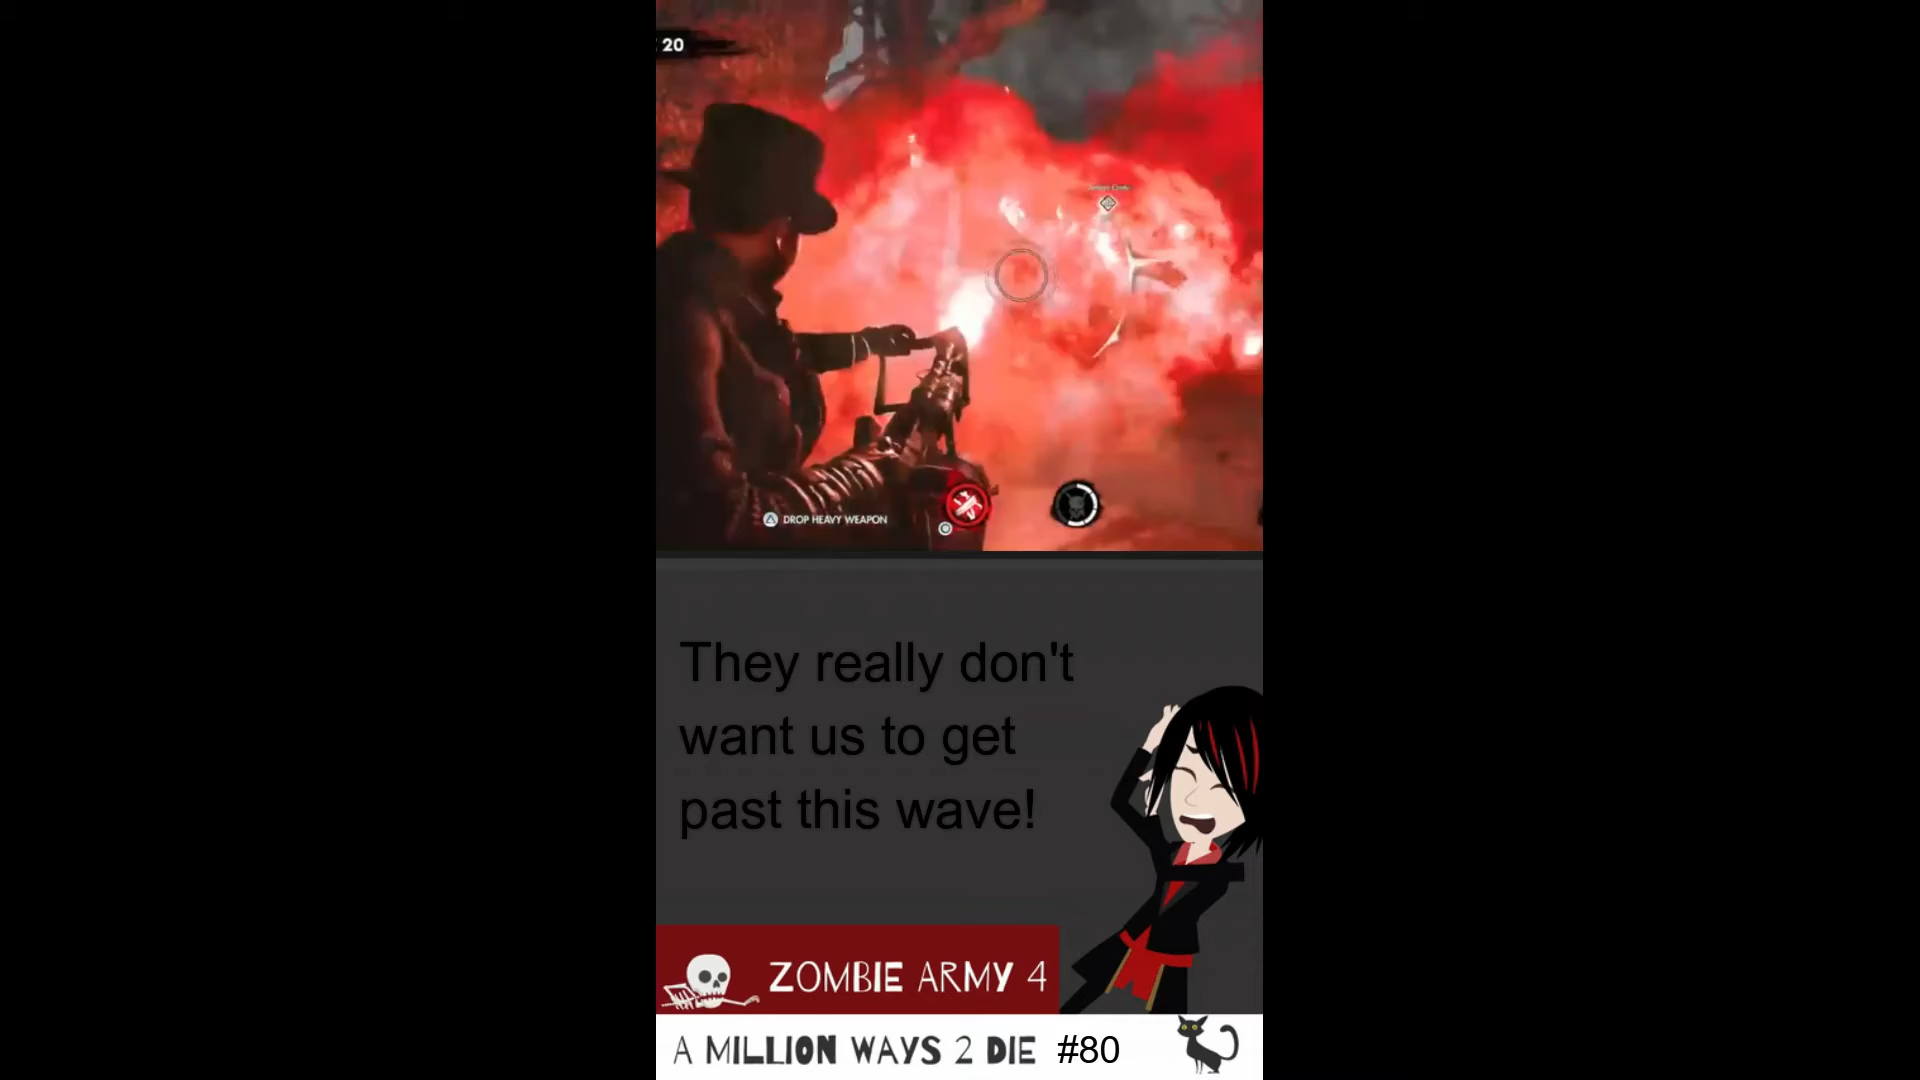 20
DROP HEAVY WEAPON
They really don't
want us to get
past this wave!
ZOMBIE ARMY 4
A MILLION WAYS 2 DIE #80